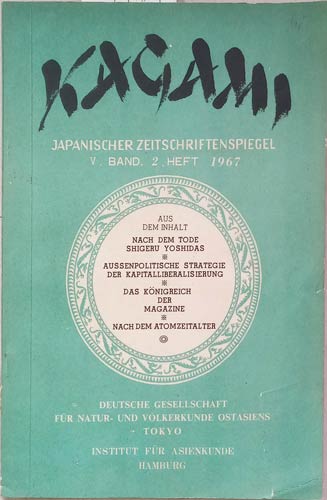 KAGAMI
JAPANISCHER ZEITSCHRIFTENSPIEGEL
V. BAND, 2. HEFT 1967
AUS
DEM INHALT
NACH DEM TODE
SHIGERU YOSHIDAS
※
AUSSENPOLITISCHE STRATEGIE
DER KAPITALLIBERALISIERUNG
※
DAS KÖNIGREICH
DER
MAGAZINE
※
NACH DEM ATOMZEITALTER
◎
DEUTSCHE GESELLSCHAFT
FÜR NATUR- UND VÖLKERKUNDE OSTASIENS
TOKYO
INSTITUT FÜR ASIENKUNDE
HAMBURG